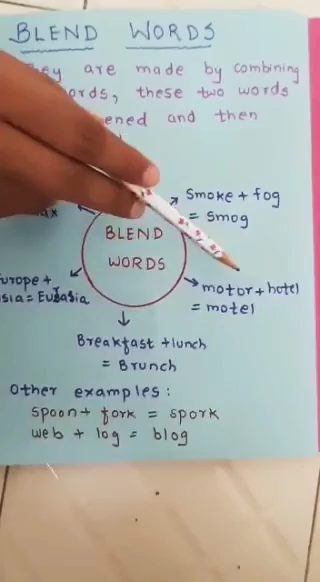 BLEND WORDS
ey are made by combining
ords, these two words
ened and then
Smoke + fog
= Smog
BLEND
WORDS
urope +
sia = Eurasia
motor + hotel
= motel
Breakfast + lunch
= Brunch
Other examples:
spoon + fork = spork
web + log = blog